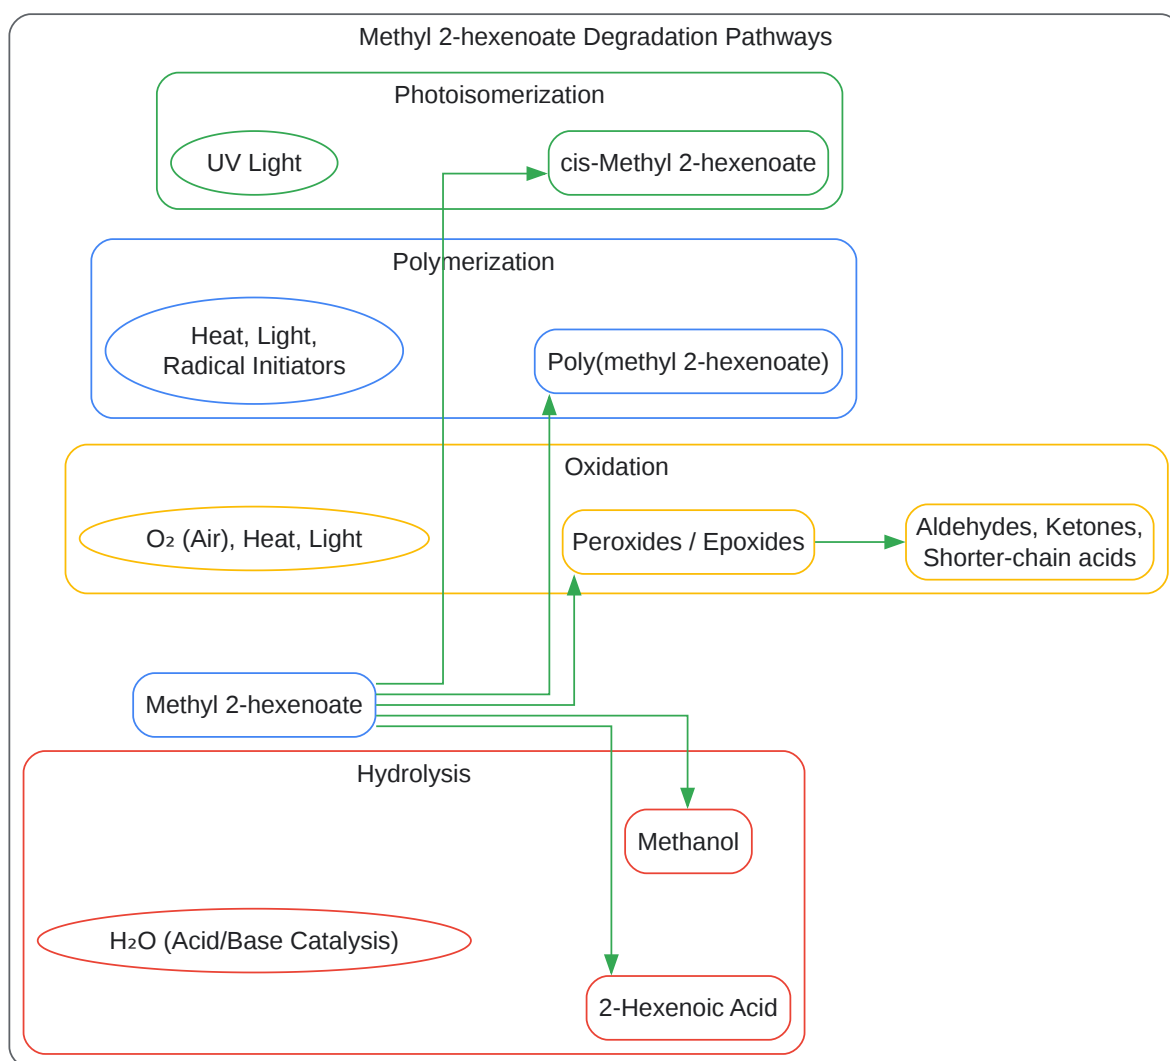 Methyl 2-hexenoate Degradation Pathways
Photoisomerization
UV Light
cis-Methyl 2-hexenoate
Polymerization
Heat, Light,
Radical Initiators
Poly(methyl 2-hexenoate)
Oxidation
O₂ (Air), Heat, Light
Peroxides / Epoxides
Aldehydes, Ketones,
Shorter-chain acids
Methyl 2-hexenoate
Hydrolysis
Methanol
H₂O (Acid/Base Catalysis)
2-Hexenoic Acid